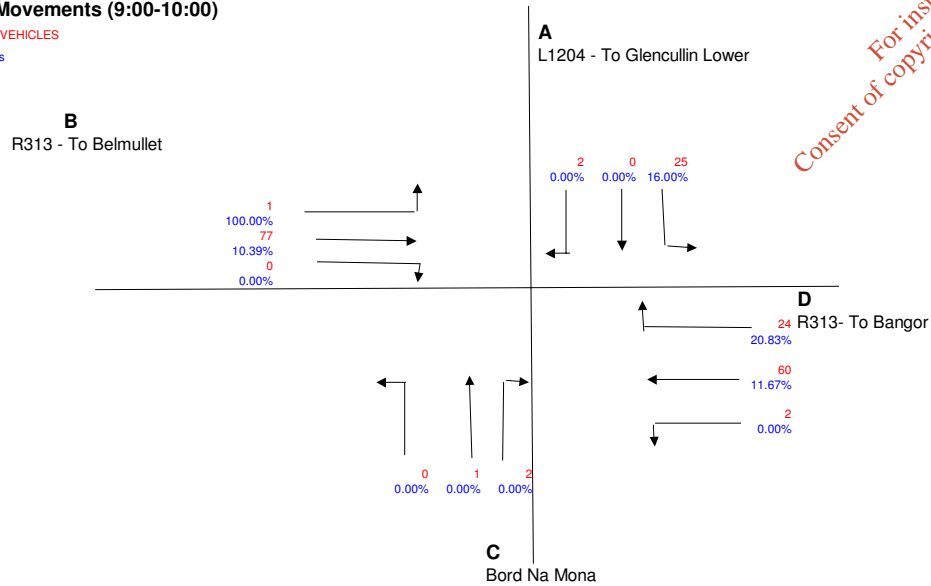 Movements (9:00-10:00)
VEHICLES
s
A
L1204 - To Glencullin Lower
B
R313 - To Belmullet
2 0 25
0.00% 0.00% 16.00%
1
100.00%
77
10.39%
0
0.00%
D
R313- To Bangor
24
20.83%
60
11.67%
2
0.00%
0 1 2
0.00% 0.00% 0.00%
C
Bord Na Mona
For ins
Consent of copyri